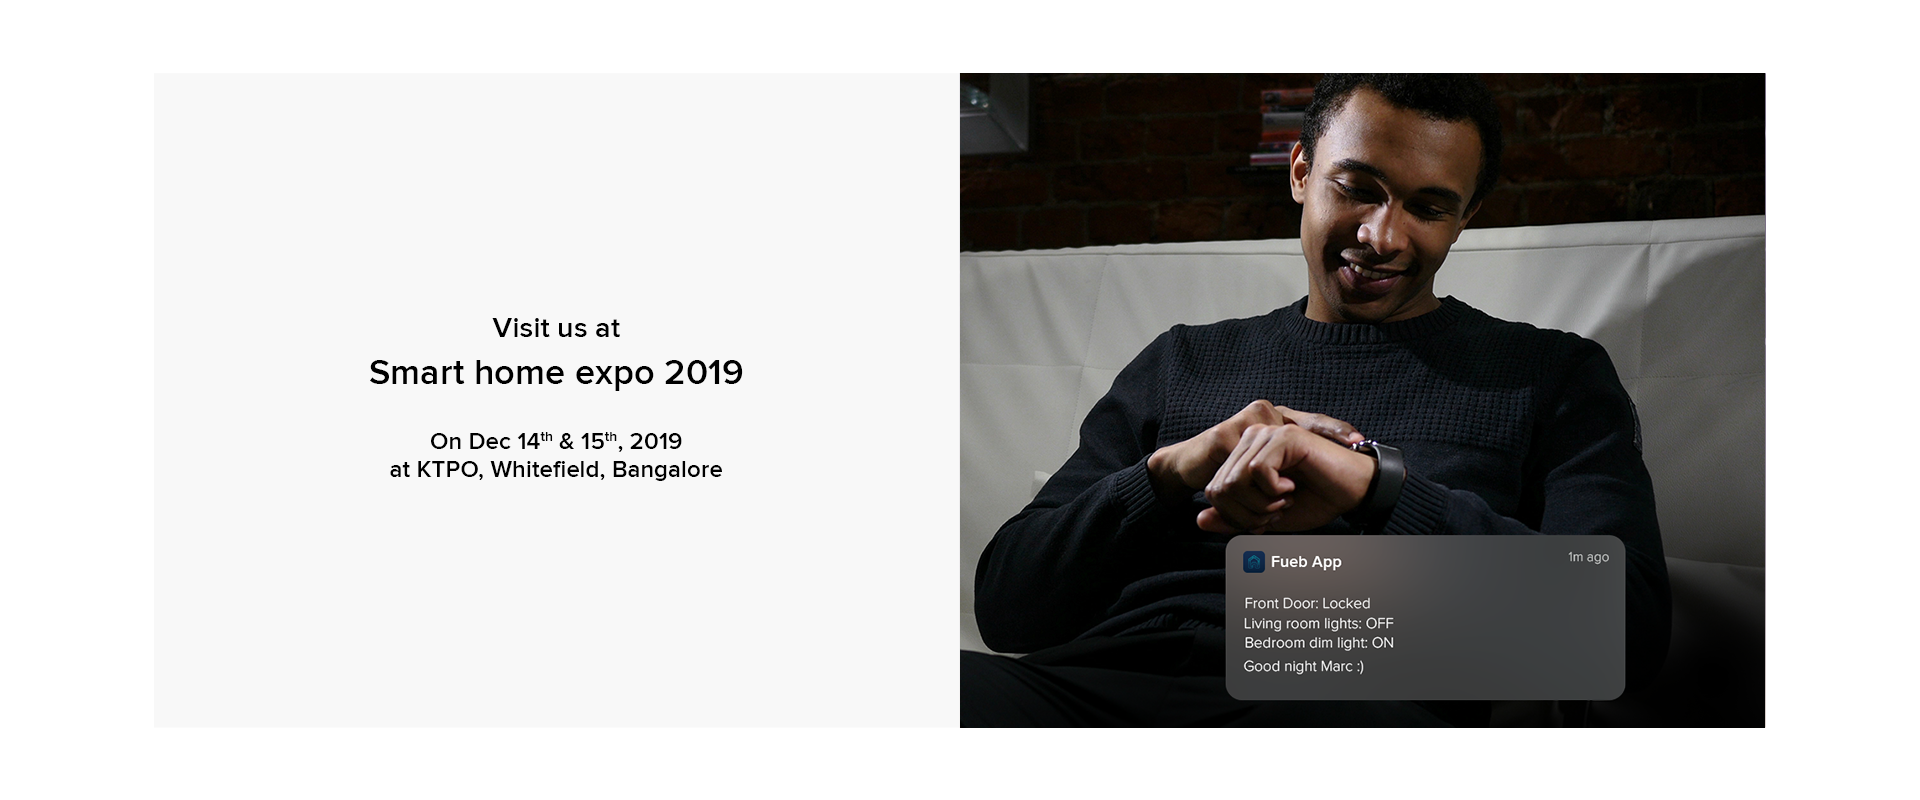 Visit us at
Smart home expo 2019
On Dec 14th & 15th, 2019
at KTPO, Whitefield, Bangalore
Fueb App
1m ago
Front Door: Locked
Living room lights: OFF
Bedroom dim light: ON
Good night Marc :)